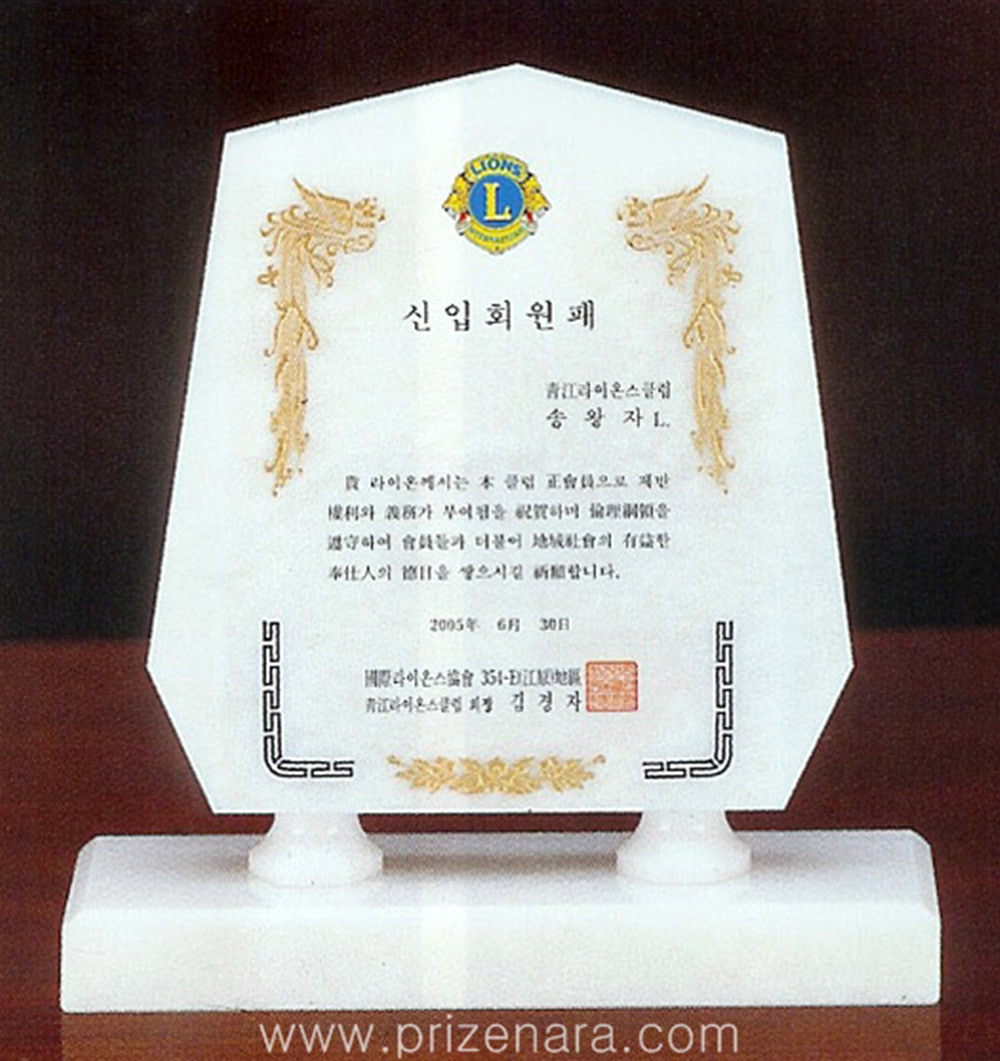 LIONS
L
INTERNATIONAL
신입회원패
靑江라이온스클럽
송 왕 자 L.
貴 라이온께서는 本 클럽 正會員으로 제반
權利와 義務가 부여됨을 祝賀하며 倫理綱領을
遵守하여 會員들과 더불어 地域社會의 有益한
奉仕人의 德目을 쌓으시길 祈願합니다.
2005年 6月 30日
國際라이온스協會 354-E(江原)地區
靑江라이온스클럽 회장 김 경 자
www.prizenara.com